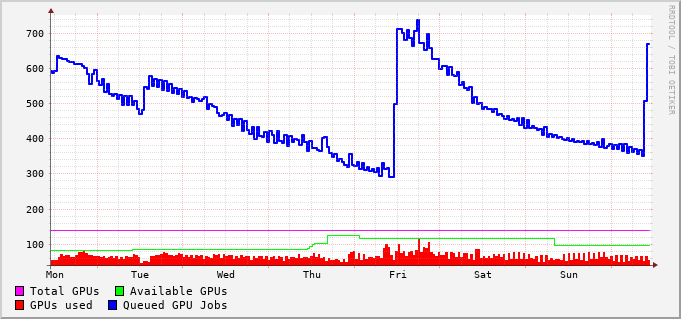 RRDTOOL / TOBI OETIKER
700
600
500
400
300
200
100
Mon Tue Wed Thu Fri Sat Sun
Total GPUs Available GPUs
GPUs used Queued GPU Jobs